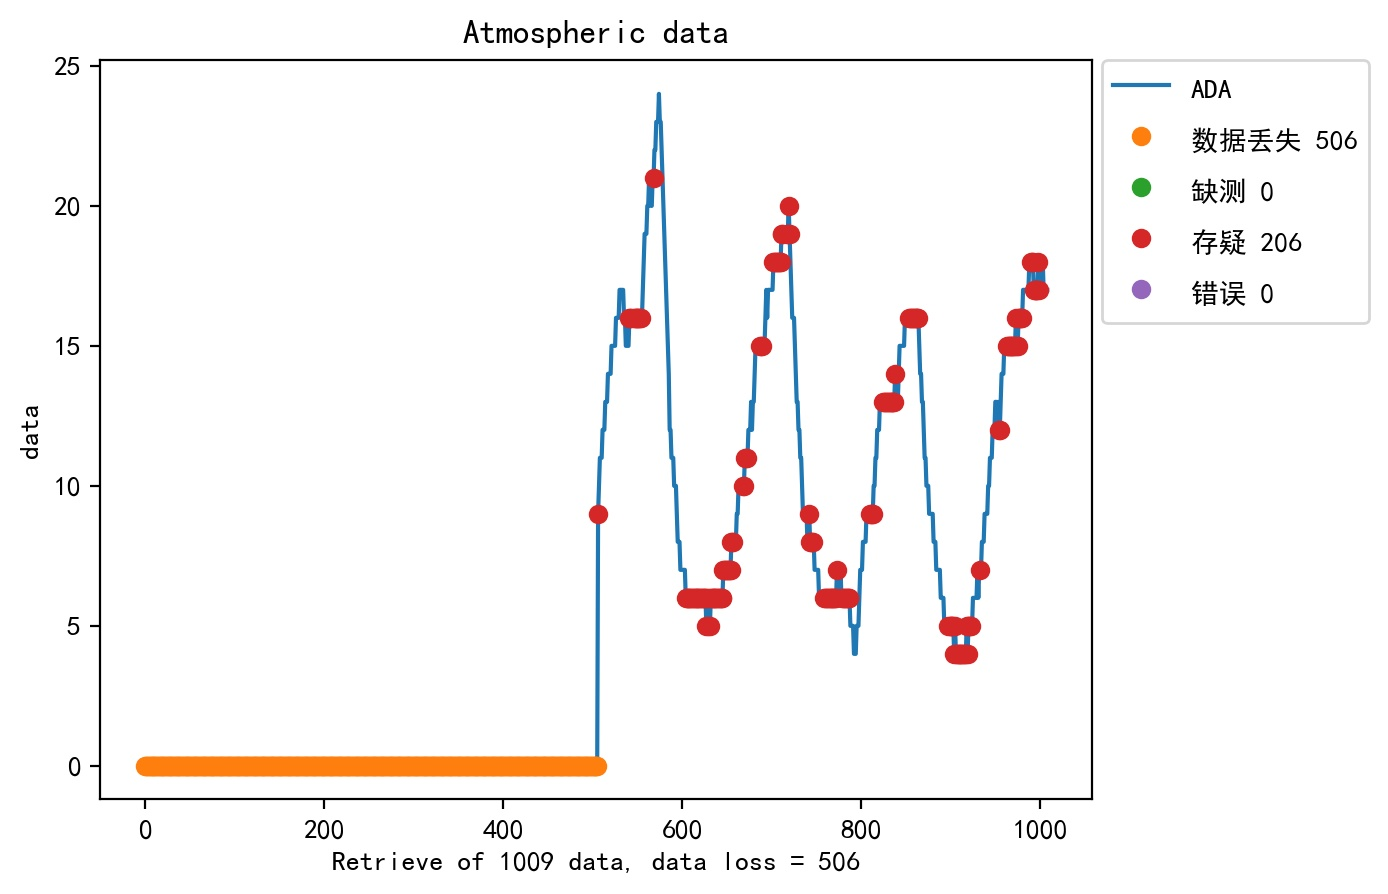 Atmospheric data
25
20
15
10
5
0
data
0 200 400 600 800 1000
Retrieve of 1009 data, data loss = 506
ADA
数据丢失 506
缺测 0
存疑 206
错误 0